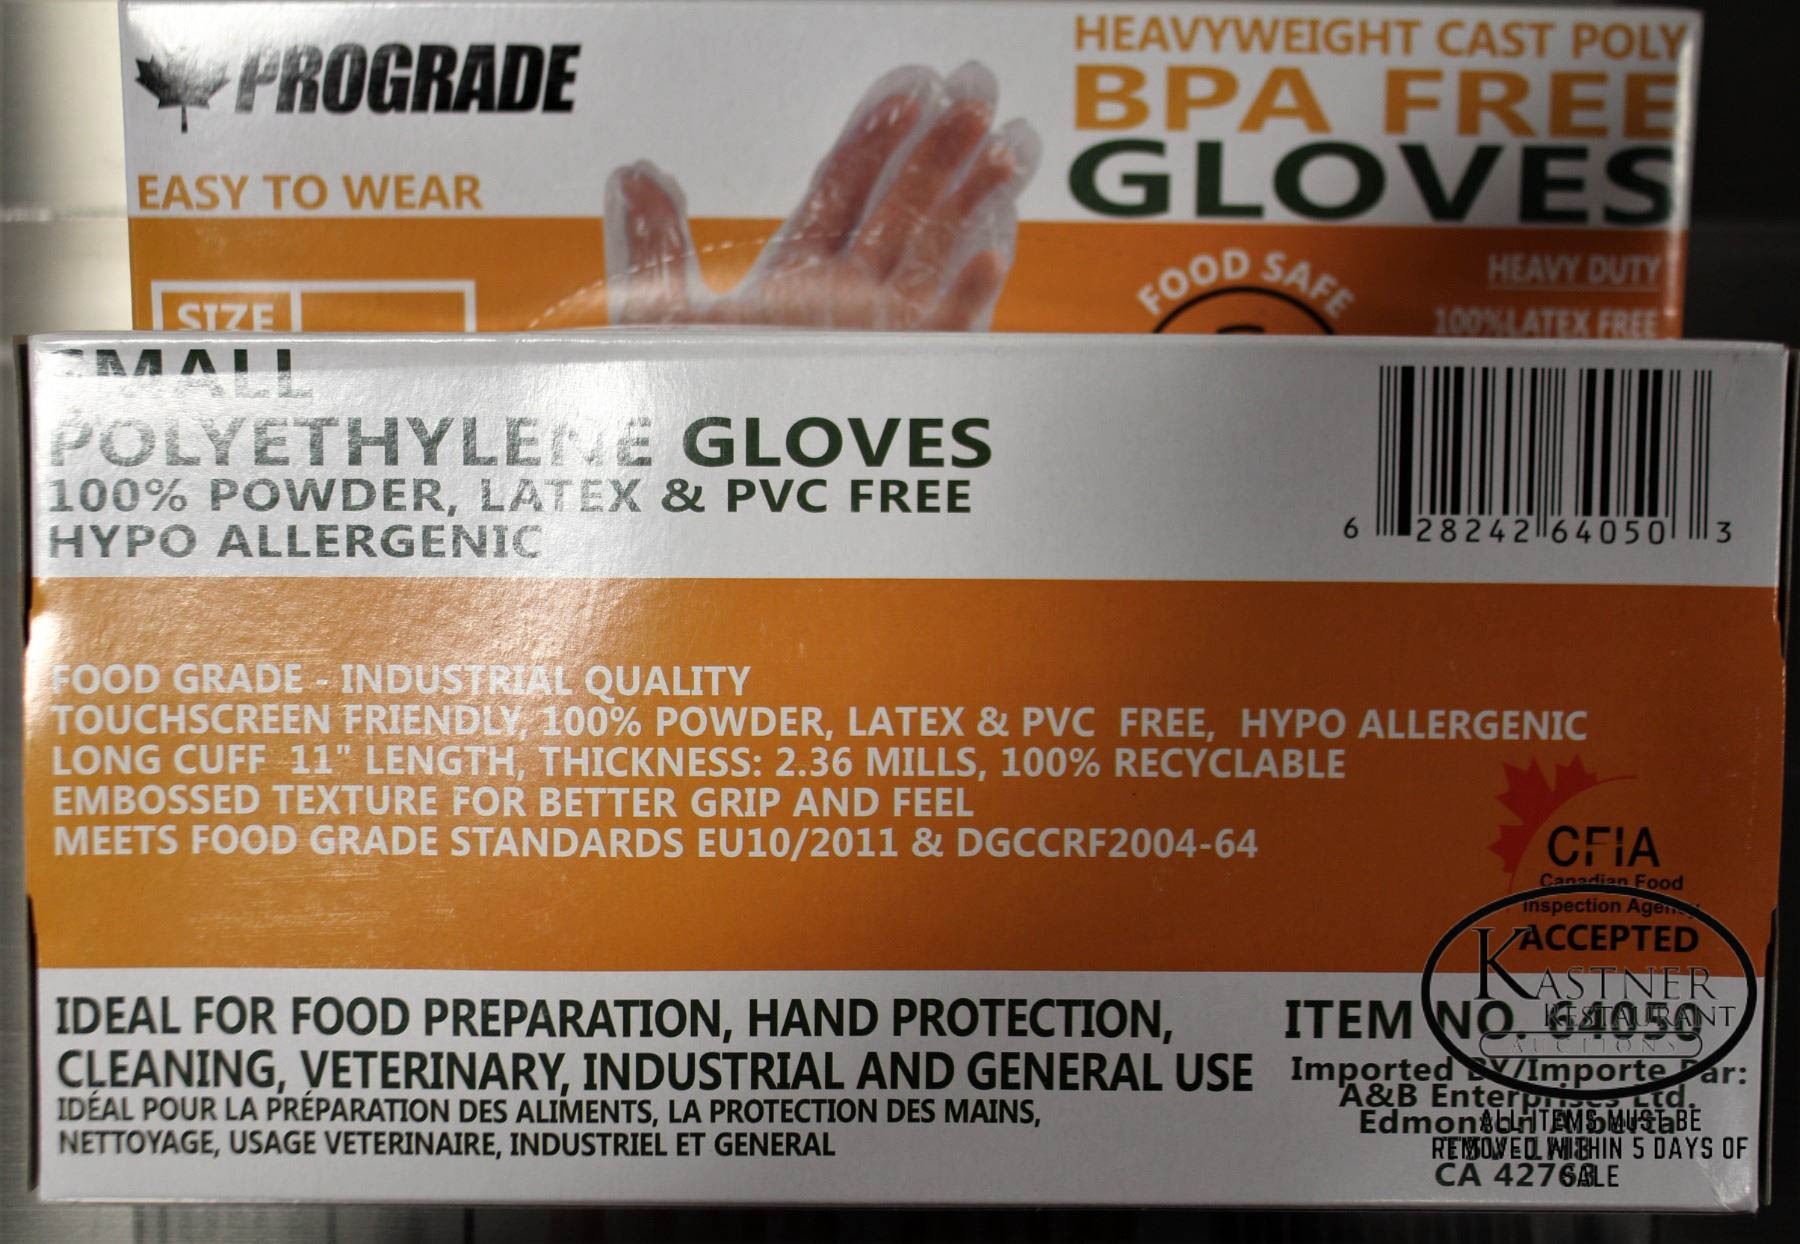 PROGRADE
EASY TO WEAR
SIZE
HEAVYWEIGHT CAST POLY
BPA FREE
GLOVES
FOOD SAFE
HEAVY DUTY
100%LATEX FREE
SMALL
POLYETHYLENE GLOVES
100% POWDER, LATEX & PVC FREE
HYPO ALLERGENIC
6 28242 64050 3
FOOD GRADE - INDUSTRIAL QUALITY
TOUCHSCREEN FRIENDLY, 100% POWDER, LATEX & PVC FREE, HYPO ALLERGENIC
LONG CUFF 11" LENGTH, THICKNESS: 2.36 MILLS, 100% RECYCLABLE
EMBOSSED TEXTURE FOR BETTER GRIP AND FEEL
MEETS FOOD GRADE STANDARDS EU10/2011 & DGCCRF2004-64
CFIA
Canadian Food
Inspection Agency
ACCEPTED
IDEAL FOR FOOD PREPARATION, HAND PROTECTION,
CLEANING, VETERINARY, INDUSTRIAL AND GENERAL USE
IDÉAL POUR LA PRÉPARATION DES ALIMENTS, LA PROTECTION DES MAINS,
NETTOYAGE, USAGE VETERINAIRE, INDUSTRIEL ET GENERAL
ITEM NO. 64050
Imported BY/Importe Par:
A&B Enterprises Ltd.
Edmonton Alberta
CA
KASTNER
RESTAURANT
AUCTIONS
ALL ITEMS MUST BE
REMOVED WITHIN 5 DAYS OF
SALE